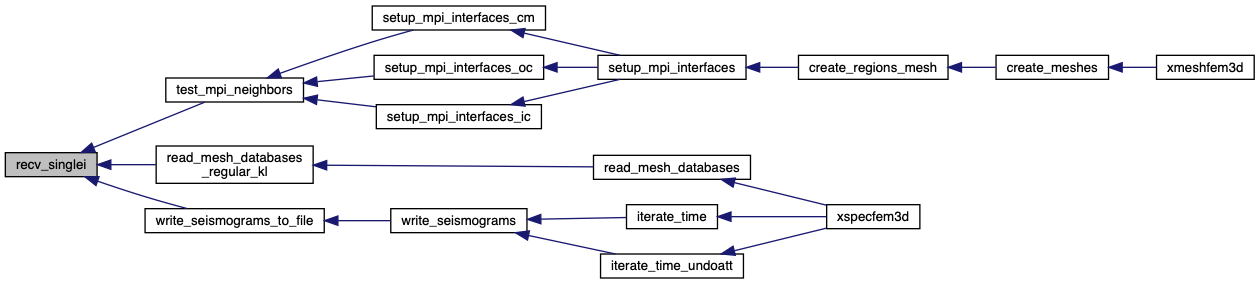 setup_mpi_interfaces_cm
setup_mpi_interfaces_oc
setup_mpi_interfaces
create_regions_mesh
create_meshes
xmeshfem3d
test_mpi_neighbors
setup_mpi_interfaces_ic
recv_singlei
read_mesh_databases
_regular_kl
read_mesh_databases
write_seismograms_to_file
write_seismograms
iterate_time
xspecfem3d
iterate_time_undoatt